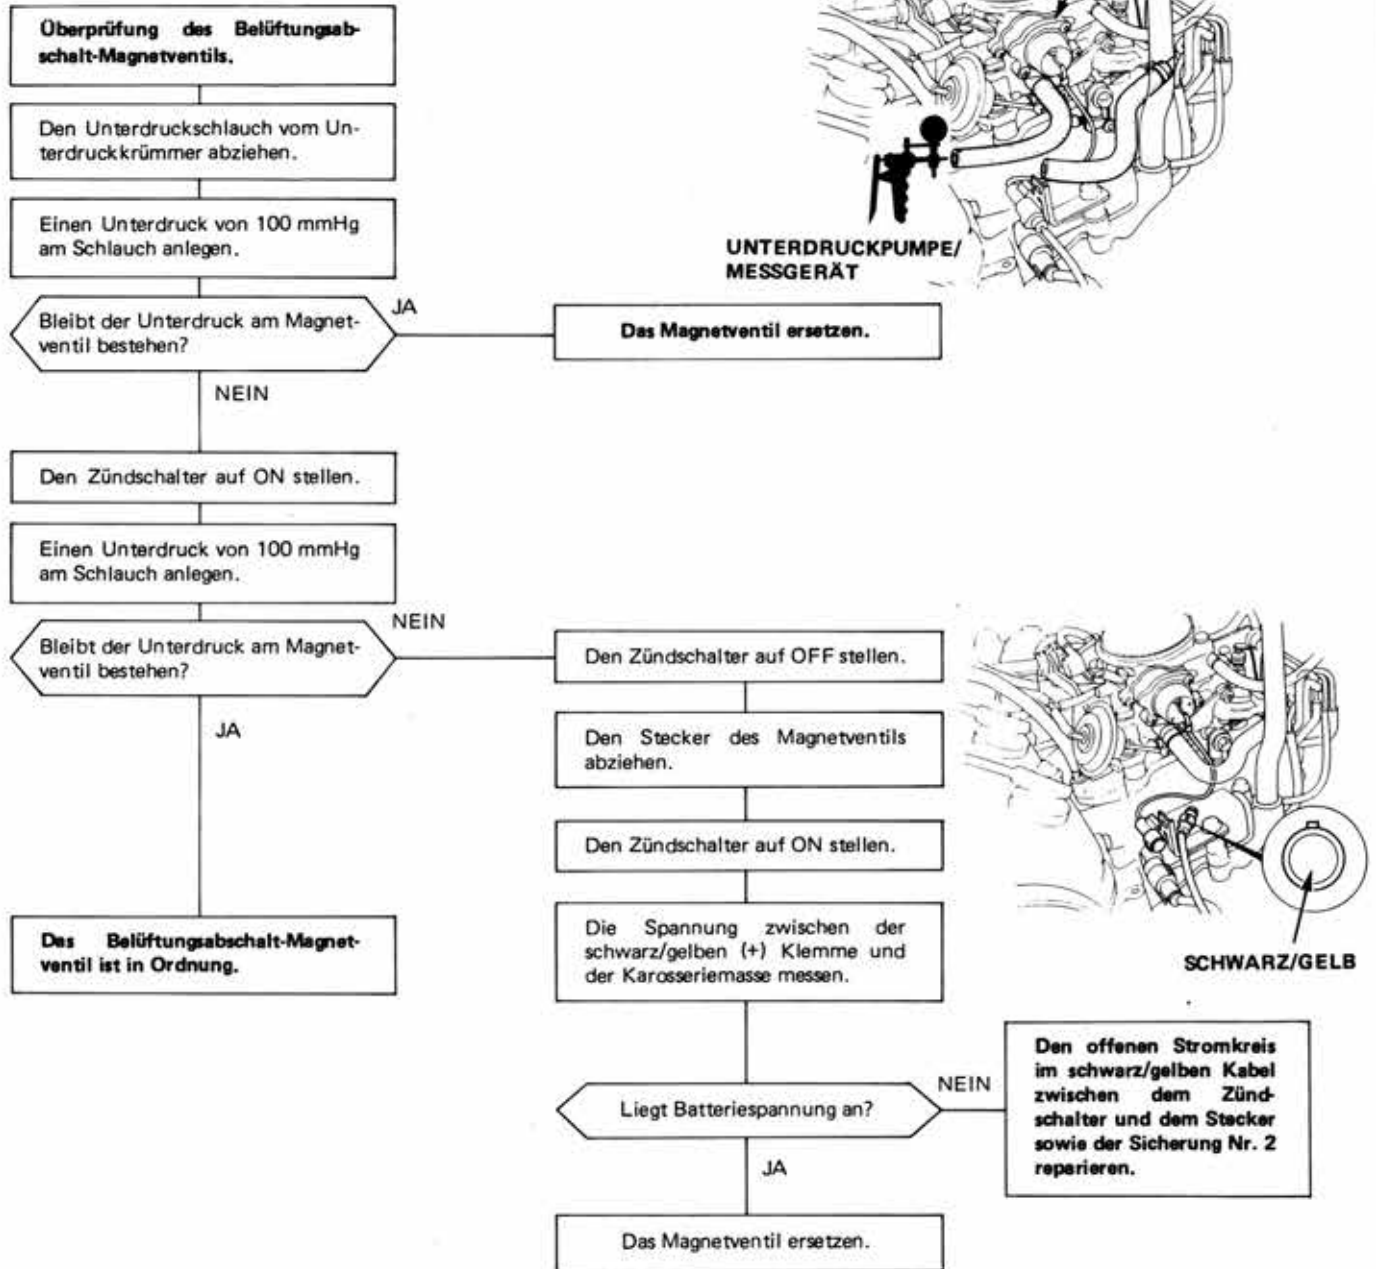 Überprüfung des Belüftungsab-
schalt-Magnetventils.
Den Unterdruckschlauch vom Un-
terdruckkrümmer abziehen.
Einen Unterdruck von 100 mmHg
am Schlauch anlegen.
UNTERDRUCKPUMPE/
MESSGERÄT
Bleibt der Unterdruck am Magnet-
ventil bestehen?
JA
Das Magnetventil ersetzen.
NEIN
Den Zündschalter auf ON stellen.
Einen Unterdruck von 100 mmHg
am Schlauch anlegen.
Bleibt der Unterdruck am Magnet-
ventil bestehen?
NEIN
Den Zündschalter auf OFF stellen.
JA
Den Stecker des Magnetventils
abziehen.
Den Zündschalter auf ON stellen.
Das Belüftungsabschalt-Magnet-
ventil ist in Ordnung.
Die Spannung zwischen der
schwarz/gelben (+) Klemme und
der Karosseriemasse messen.
SCHWARZ/GELB
Liegt Batteriespannung an?
NEIN
Den offenen Stromkreis
im schwarz/gelben Kabel
zwischen dem Zünd-
schalter und dem Stecker
sowie der Sicherung Nr. 2
reparieren.
JA
Das Magnetventil ersetzen.